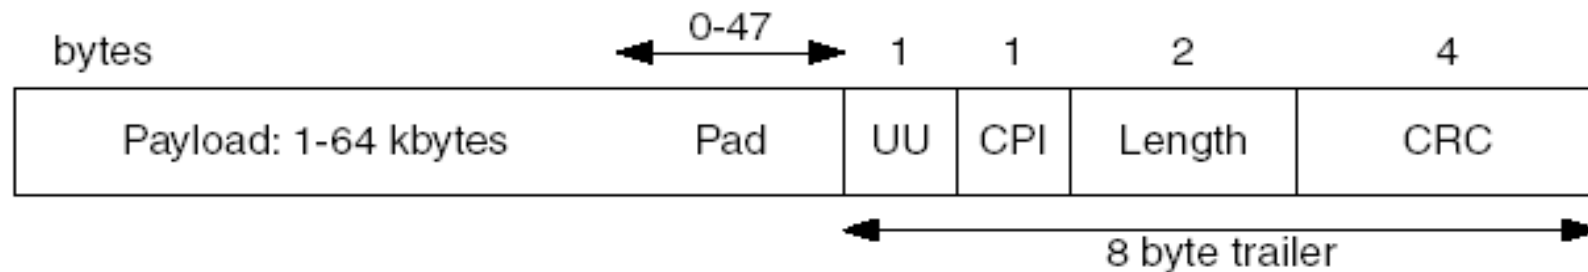 0-47
bytes 1 1 2 4
Payload: 1-64 kbytes Pad UU CPI Length CRC
8 byte trailer